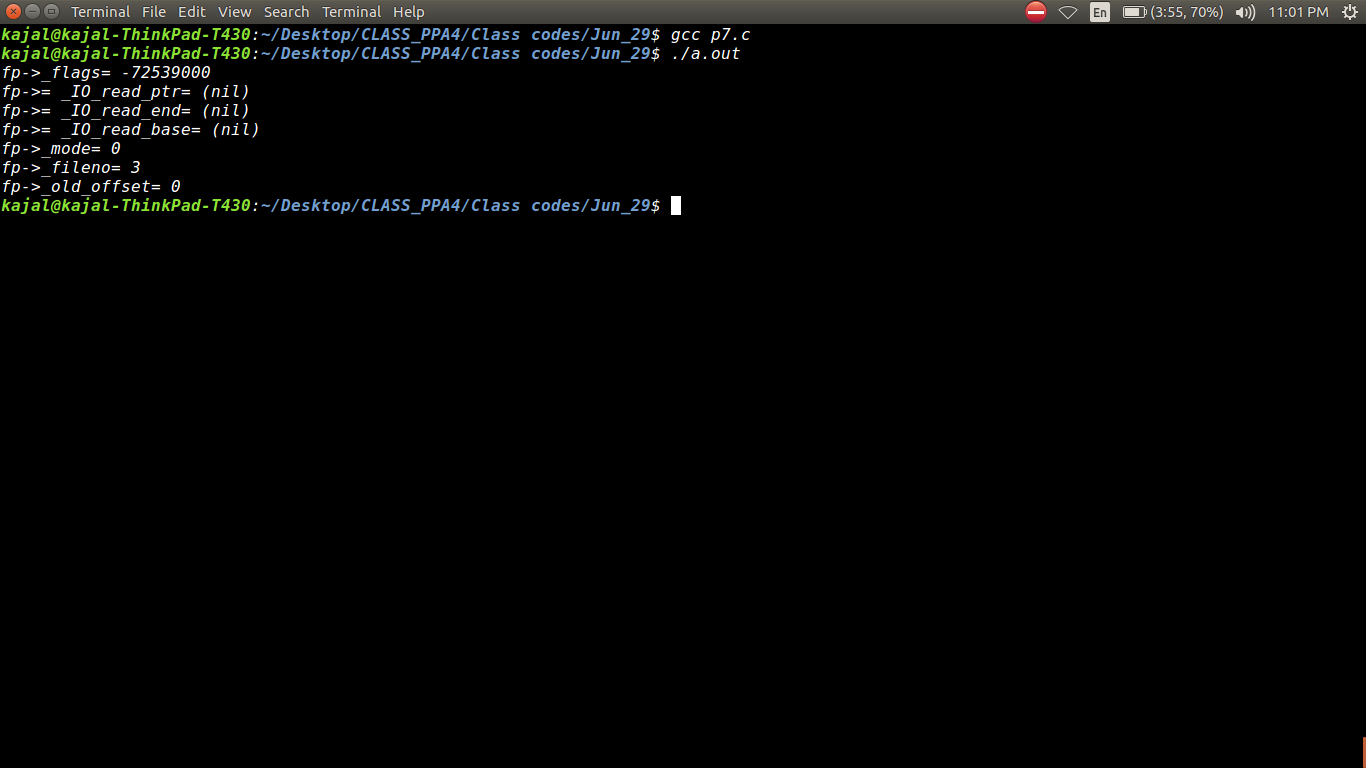 Terminal File Edit View Search Terminal Help En (3:55, 70%) 11:01 PM
kajal@kajal-ThinkPad-T430:~/Desktop/CLASS_PPA4/Class codes/Jun_29$ gcc p7.c
kajal@kajal-ThinkPad-T430:~/Desktop/CLASS_PPA4/Class codes/Jun_29$ ./a.out
fp->_flags= -72539000
fp->= _IO_read_ptr= (nil)
fp->= _IO_read_end= (nil)
fp->= _IO_read_base= (nil)
fp->_mode= 0
fp->_fileno= 3
fp->_old_offset= 0
kajal@kajal-ThinkPad-T430:~/Desktop/CLASS_PPA4/Class codes/Jun_29$